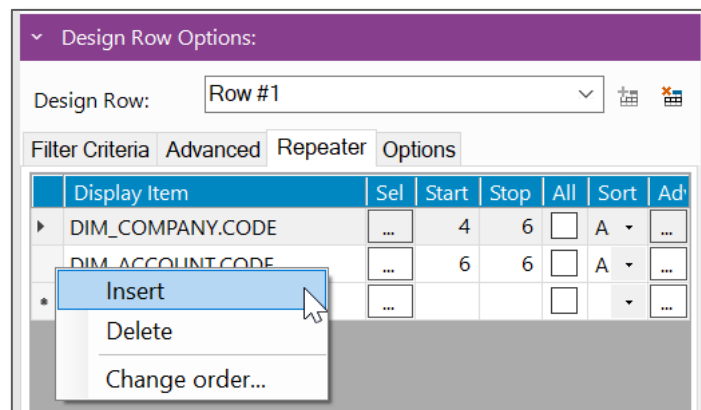 Design Row Options:
Design Row: Row #1
Filter Criteria Advanced Repeater Options
Display Item Sel Start Stop All Sort Ad
DIM_COMPANY.CODE ... 4 6 A ...
DIM_ACCOUNT.CODE ... 6 6 A ...
Insert
* ... ...
Delete
Change order...